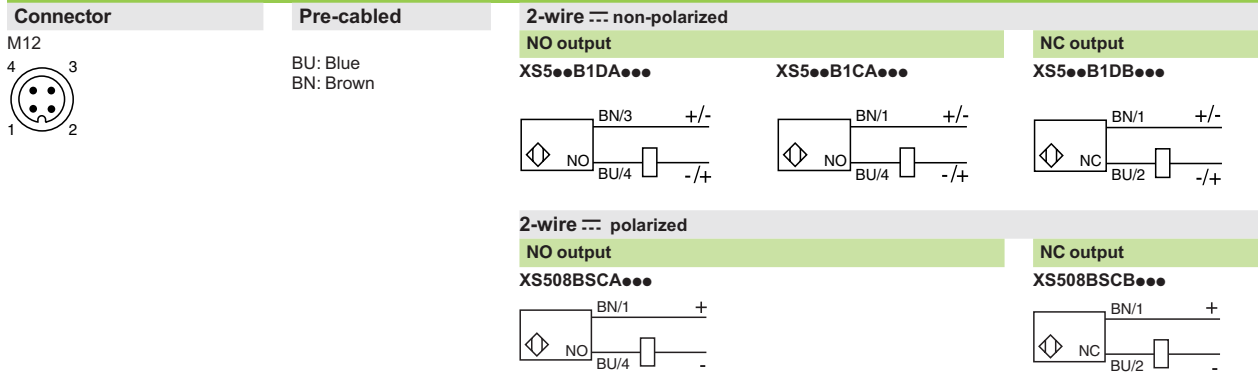 Connector
Pre-cabled
2-wire ⎓ non-polarized
M12
4 3
1 2
BU: Blue
BN: Brown
NO output
NC output
XS5●●B1DA●●●
XS5●●B1CA●●●
XS5●●B1DB●●●
BN/3 +/-
NO
BU/4 -/+
BN/1 +/-
NO
BU/4 -/+
BN/1 +/-
NC
BU/2 -/+
2-wire ⎓ polarized
NO output
NC output
XS508BSCA●●●
XS508BSCB●●●
BN/1 +
NO
BU/4 -
BN/1 +
NC
BU/2 -